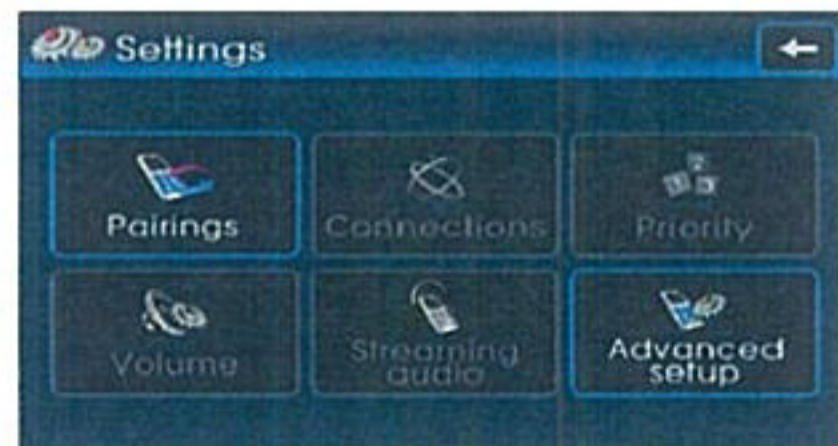 Settings
Pairings
Connections
Priority
Volume
Streaming
audio
Advanced
setup